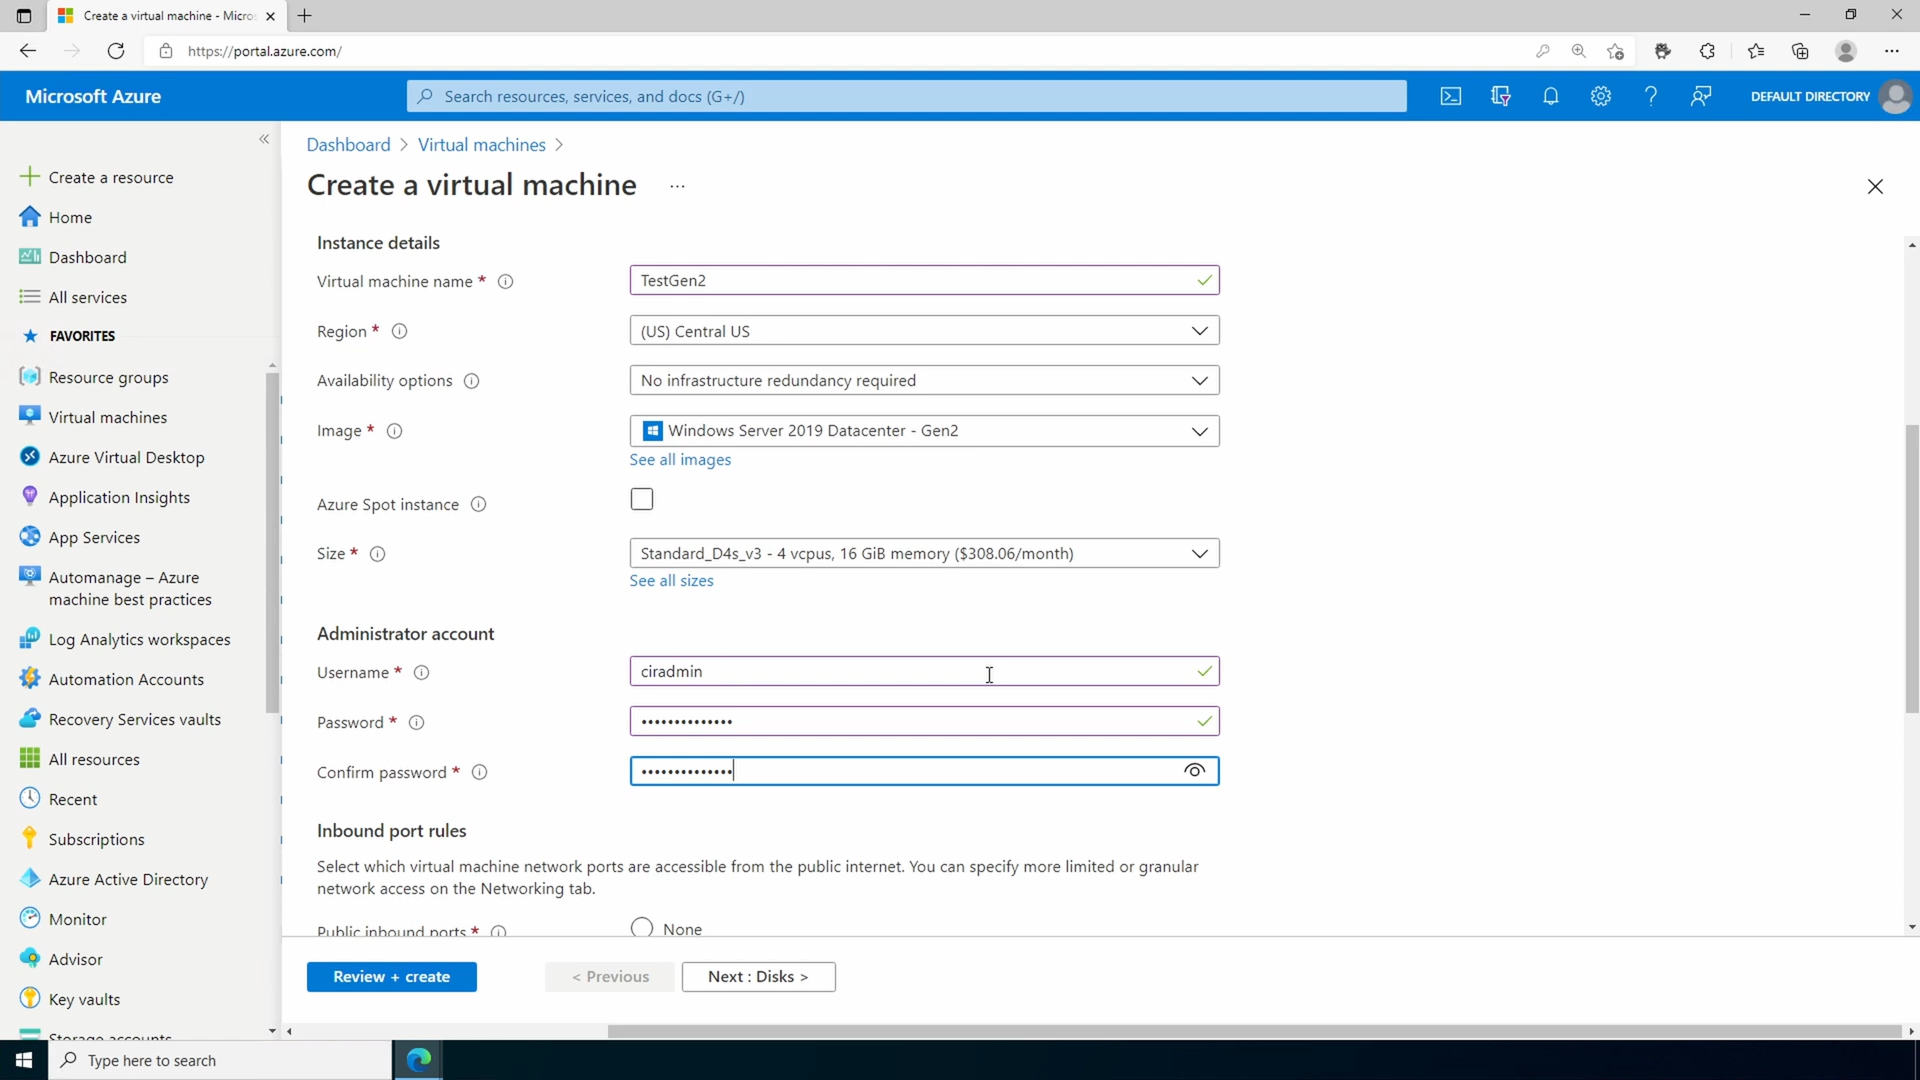 Create a virtual machine - Micros
https://portal.azure.com/
Microsoft Azure
Search resources, services, and docs (G+/)
DEFAULT DIRECTORY
Create a resource
Home
Dashboard
All services
FAVORITES
Resource groups
Virtual machines
Azure Virtual Desktop
Application Insights
App Services
Automanage – Azure
machine best practices
Log Analytics workspaces
Automation Accounts
Recovery Services vaults
All resources
Recent
Subscriptions
Azure Active Directory
Monitor
Advisor
Key vaults
Storage accounts
Dashboard > Virtual machines >
Create a virtual machine ...
Instance details
Virtual machine name * TestGen2
Region * (US) Central US
Availability options No infrastructure redundancy required
Image * Windows Server 2019 Datacenter - Gen2
See all images
Azure Spot instance
Size * Standard_D4s_v3 - 4 vcpus, 16 GiB memory ($308.06/month)
See all sizes
Administrator account
Username * ciradmin
Password * ••••••••••••••
Confirm password * ••••••••••••••
Inbound port rules
Select which virtual machine network ports are accessible from the public internet. You can specify more limited or granular
network access on the Networking tab.
Public inbound ports * None
Review + create
< Previous
Next : Disks >
Type here to search